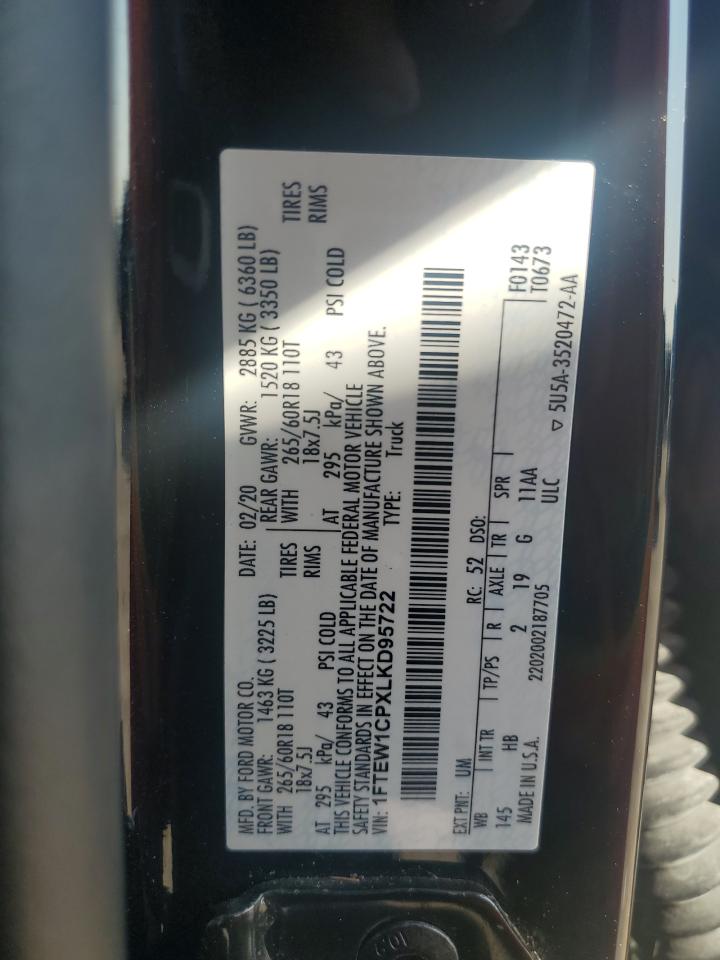 MFD. BY FORD MOTOR CO.
DATE: 02/20 GVWR: 2885 KG ( 6360 LB)
FRONT GAWR: 1463 KG ( 3225 LB) REAR GAWR: 1520 KG ( 3350 LB)
WITH 265/60R18 110T TIRES WITH 265/60R18 110T TIRES
18x7.5J RIMS 18x7.5J RIMS
AT 295 kPa/ 43 PSI COLD AT 295 kPa/ 43 PSI COLD
THIS VEHICLE CONFORMS TO ALL APPLICABLE FEDERAL MOTOR VEHICLE
SAFETY STANDARDS IN EFFECT ON THE DATE OF MANUFACTURE SHOWN ABOVE.
VIN: 1FTEW1CPXLKD95722 TYPE: Truck
EXT PNT: UM RC: 52 DSO:
WB INT TR TP/PS R AXLE TR SPR F0143
145 HB 2 19 G 11AA T0673
MADE IN U.S.A. 2202002187705 ULC
▽ 5U5A-3520472-AA